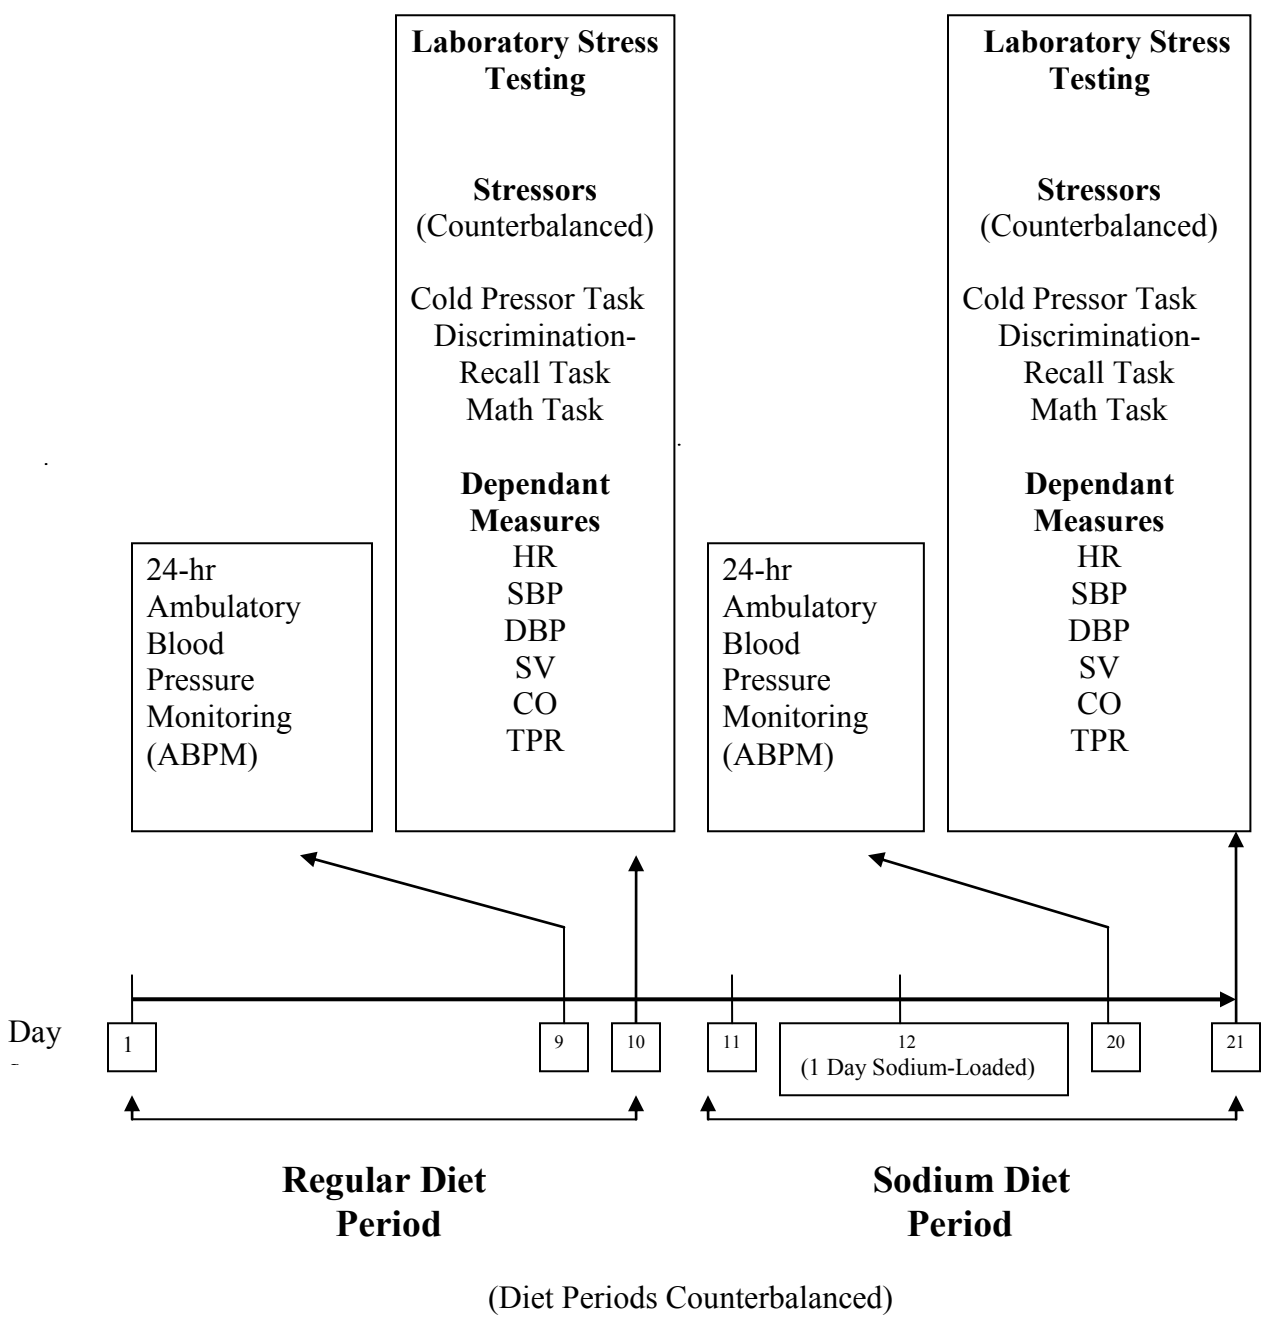 Laboratory Stress
Testing
Stressors
(Counterbalanced)
Cold Pressor Task
Discrimination-
Recall Task
Math Task
Dependant
Measures
HR
SBP
DBP
SV
CO
TPR
Laboratory Stress
Testing
Stressors
(Counterbalanced)
Cold Pressor Task
Discrimination-
Recall Task
Math Task
Dependant
Measures
HR
SBP
DBP
SV
CO
TPR
24-hr
Ambulatory
Blood
Pressure
Monitoring
(ABPM)
24-hr
Ambulatory
Blood
Pressure
Monitoring
(ABPM)
Day
1
9
10
11
12
(1 Day Sodium-Loaded)
20
21
Regular Diet
Period
Sodium Diet
Period
(Diet Periods Counterbalanced)